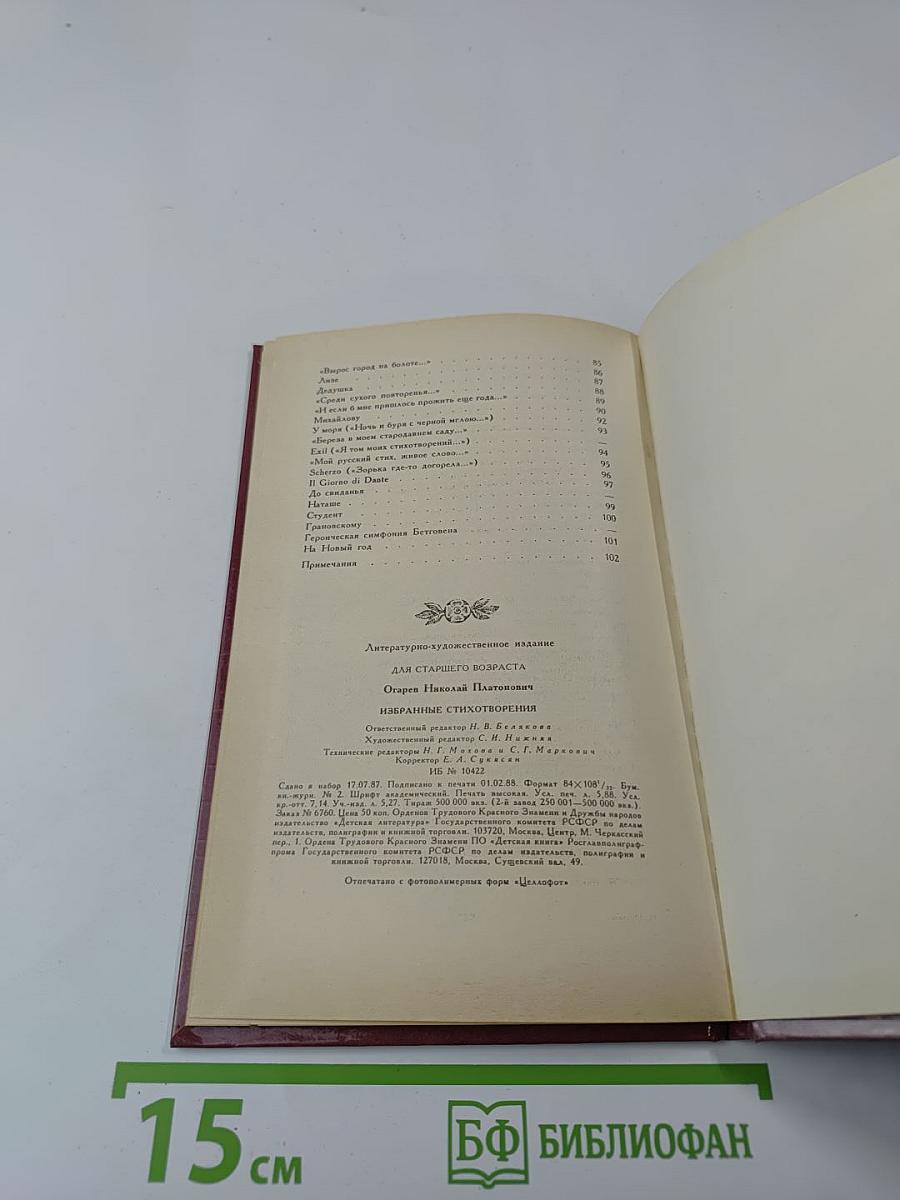 «Вырос город на болоте...» 85
Лизе 86
Дедушка 87
«Среди сухого повторенья...» 88
«И если б мне пришлось прожить еще года...» 89
Михайлову 90
У моря («Ночь и буря с черной мглою...») 92
«Береза в моем стародавнем саду...» 93
Exil («Я том моих стихотворений...») —
«Мой русский стих, живое слово...» 94
Scherzo («Зорька где-то догорела...») 95
Il Giorno di Dante 96
До свиданья 97
Наташе —
Студент 99
Грановскому 100
Героическая симфония Бетговена —
На Новый год 101
Примечания 102
Литературно-художественное издание
ДЛЯ СТАРШЕГО ВОЗРАСТА
Огарев Николай Платонович
ИЗБРАННЫЕ СТИХОТВОРЕНИЯ
Ответственный редактор Н. В. Белякова
Художественный редактор С. И. Нижняя
Технические редакторы Н. Г. Мохова и С. Г. Маркович
Корректор Е. А. Сукясян
ИБ № 10422
Сдано в набор 17.07.87. Подписано к печати 01.02.88. Формат 84×108¹/₃₂. Бум.
кн.-журн. № 2. Шрифт академический. Печать высокая. Усл. печ. л. 5,88. Усл.
кр.-отт. 7,14. Уч.-изд. л. 5,27. Тираж 500 000 экз. (2-й завод 250 001—500 000 экз.).
Заказ № 6760. Цена 50 коп. Орденов Трудового Красного Знамени и Дружбы народов
издательство «Детская литература» Государственного комитета РСФСР по делам
издательств, полиграфии и книжной торговли. 103720, Москва, Центр, М. Черкасский
пер., 1. Ордена Трудового Красного Знамени ПО «Детская книга» Росглавполиграф-
прома Государственного комитета РСФСР по делам издательств, полиграфии и
книжной торговли. 127018, Москва, Сущевский вал, 49.
Отпечатано с фотополимерных форм «Целлофот»
15 см
БФ БИБЛИОФАН